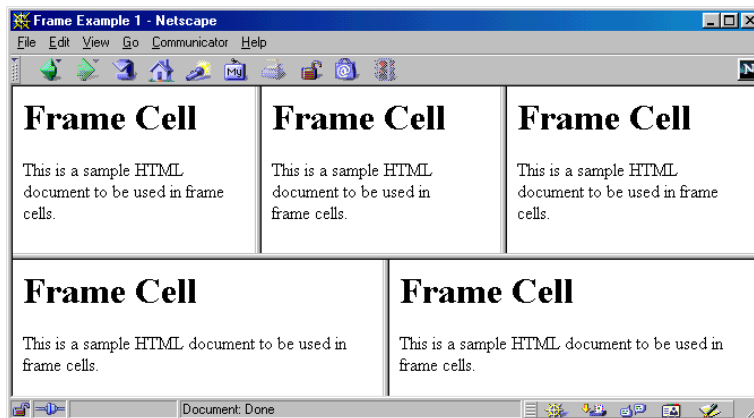 Frame Example 1 - Netscape
File Edit View Go Communicator Help
My
N
Frame Cell
This is a sample HTML
document to be used in frame
cells.
Frame Cell
This is a sample HTML
document to be used in
frame cells.
Frame Cell
This is a sample HTML
document to be used in frame
cells.
Frame Cell
This is a sample HTML document to be used in
frame cells.
Frame Cell
This is a sample HTML document to be used in
frame cells.
Document: Done